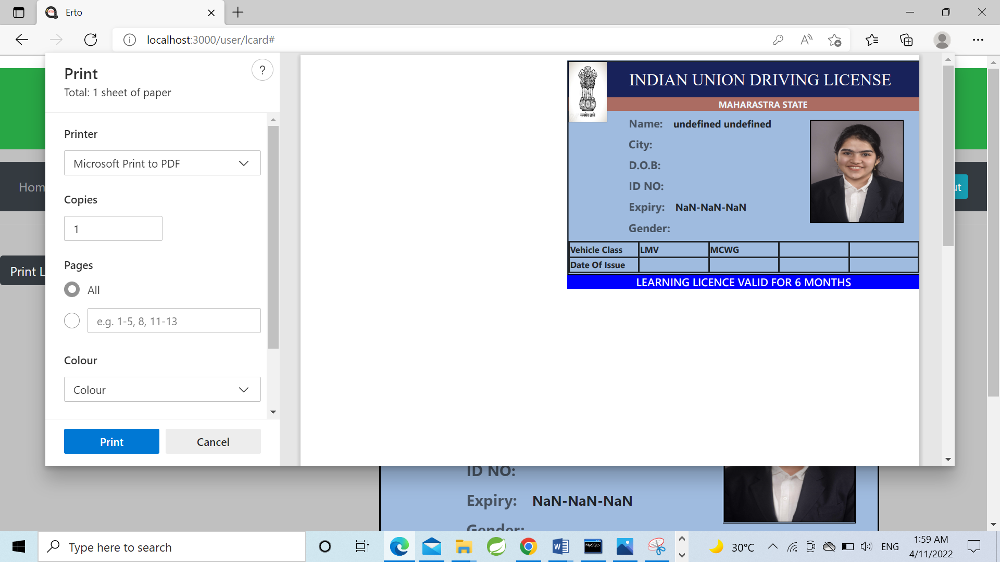 Erto
localhost:3000/user/lcard#
Print
?
Total: 1 sheet of paper
Printer
Microsoft Print to PDF
Copies
1
Pages
All
e.g. 1-5, 8, 11-13
Colour
Colour
Print
Cancel
INDIAN UNION DRIVING LICENSE
MAHARASTRA STATE
सत्यमेव जयते
Name: undefined undefined
City:
D.O.B:
ID NO:
Expiry: NaN-NaN-NaN
Gender:
Vehicle Class LMV MCWG
Date Of Issue
LEARNING LICENCE VALID FOR 6 MONTHS
Hom
ut
Print L
ID NO:
Expiry: NaN-NaN-NaN
Gender:
Type here to search
MySQL
30°C
ENG
1:59 AM
4/11/2022